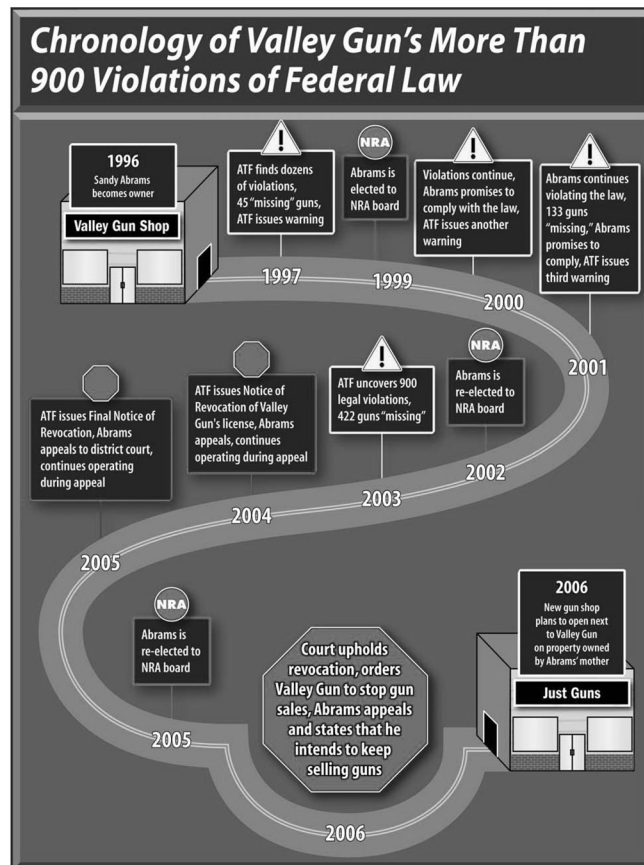 Chronology of Valley Gun's More Than
900 Violations of Federal Law
1996
Sandy Abrams
becomes owner
Valley Gun Shop
!
ATF finds dozens
of violations,
45 "missing" guns,
ATF issues warning
1997
NRA
Abrams is
elected to
NRA board
1999
!
Violations continue,
Abrams promises to
comply with the law,
ATF issues another
warning
2000
!
Abrams continues
violating the law,
133 guns
"missing," Abrams
promises to
comply, ATF issues
third warning
2001
NRA
Abrams is
re-elected to
NRA board
2002
!
ATF uncovers 900
legal violations,
422 guns "missing"
2003
ATF issues Notice of
Revocation of Valley
Gun's license, Abrams
appeals, continues
operating during appeal
2004
ATF issues Final Notice of
Revocation, Abrams
appeals to district court,
continues operating
during appeal
2005
NRA
Abrams is
re-elected to
NRA board
2005
Court upholds
revocation, orders
Valley Gun to stop gun
sales, Abrams appeals
and states that he
intends to keep
selling guns
2006
2006
New gun shop
plans to open next
to Valley Gun
on property owned
by Abrams' mother
Just Guns